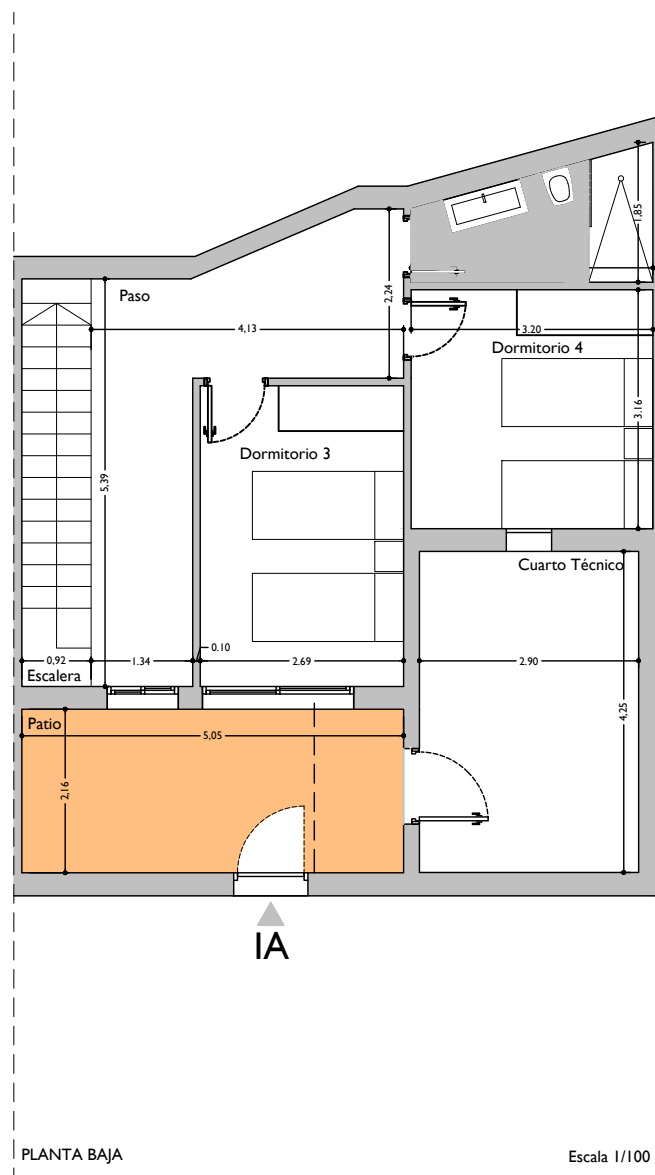 1,85
Paso
2,24
4,13
3.20
Dormitorio 4
3.16
Dormitorio 3
5,39
Cuarto Técnico
0.10
0,92
1.34
2.69
2.90
Escalera
4,25
Patio
5,05
2,16
1A
PLANTA BAJA
Escala 1/100